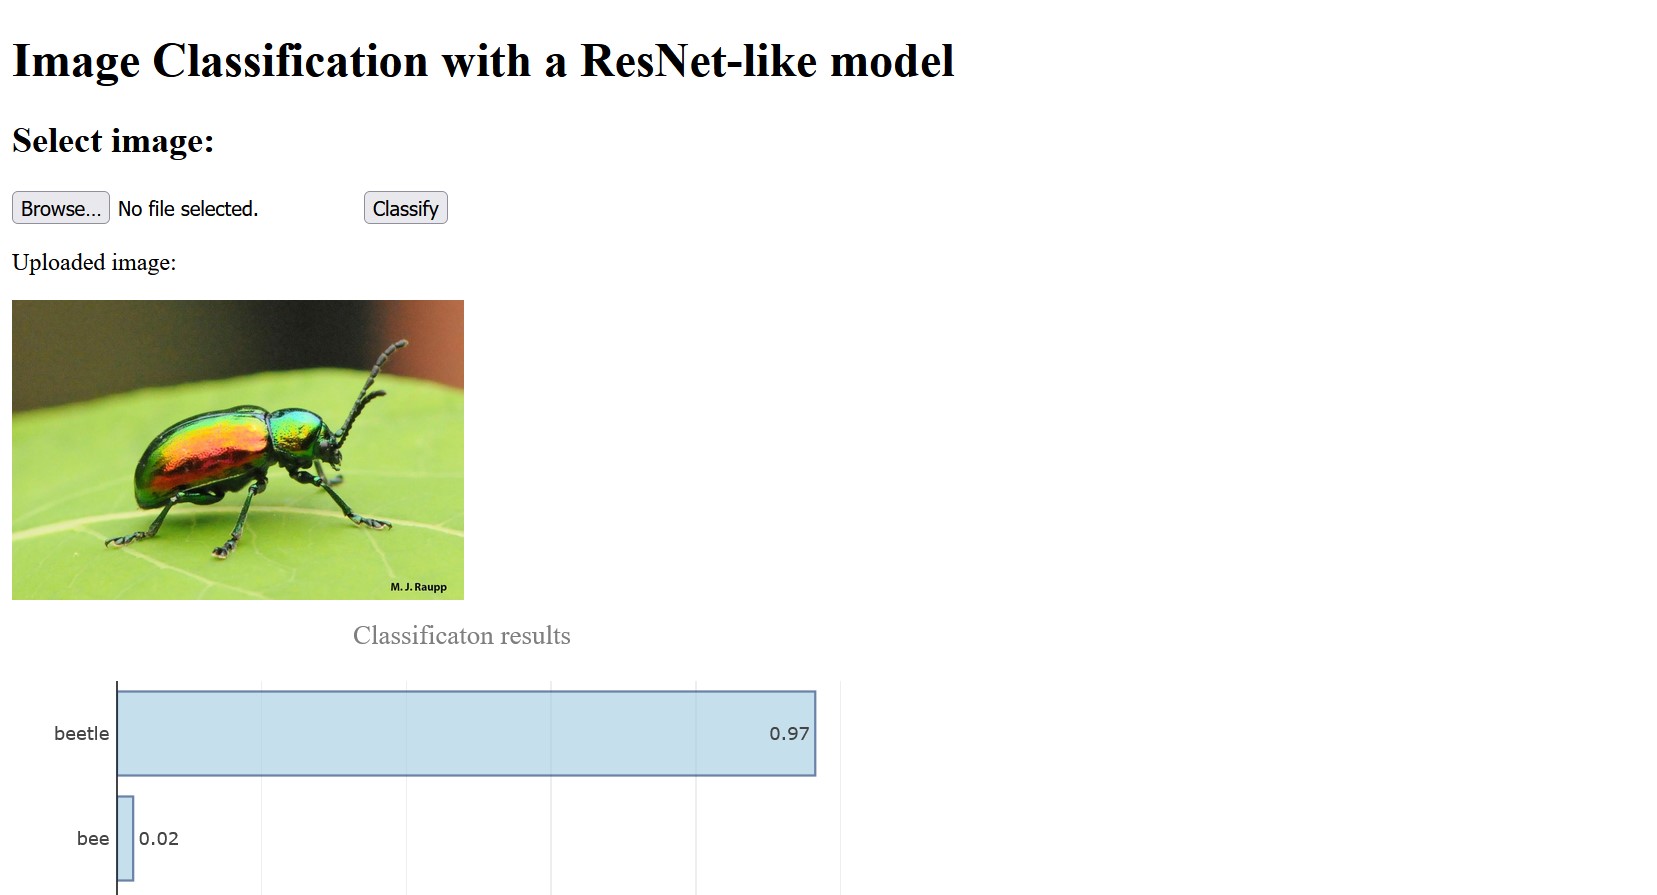 Image Classification with a ResNet-like model
Select image:
Browse... No file selected. Classify
Uploaded image:
M. J. Raupp
Classificaton results
beetle 0.97
bee 0.02